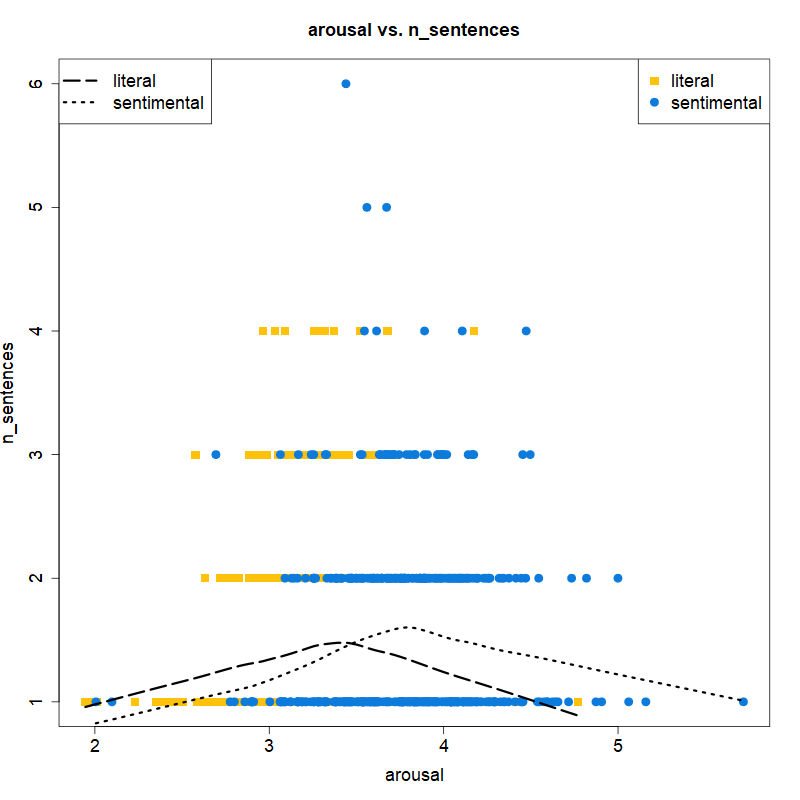 arousal vs. n_sentences
literal
sentimental
literal
sentimental
6
5
4
3
2
1
n_sentences
2 3 4 5
arousal